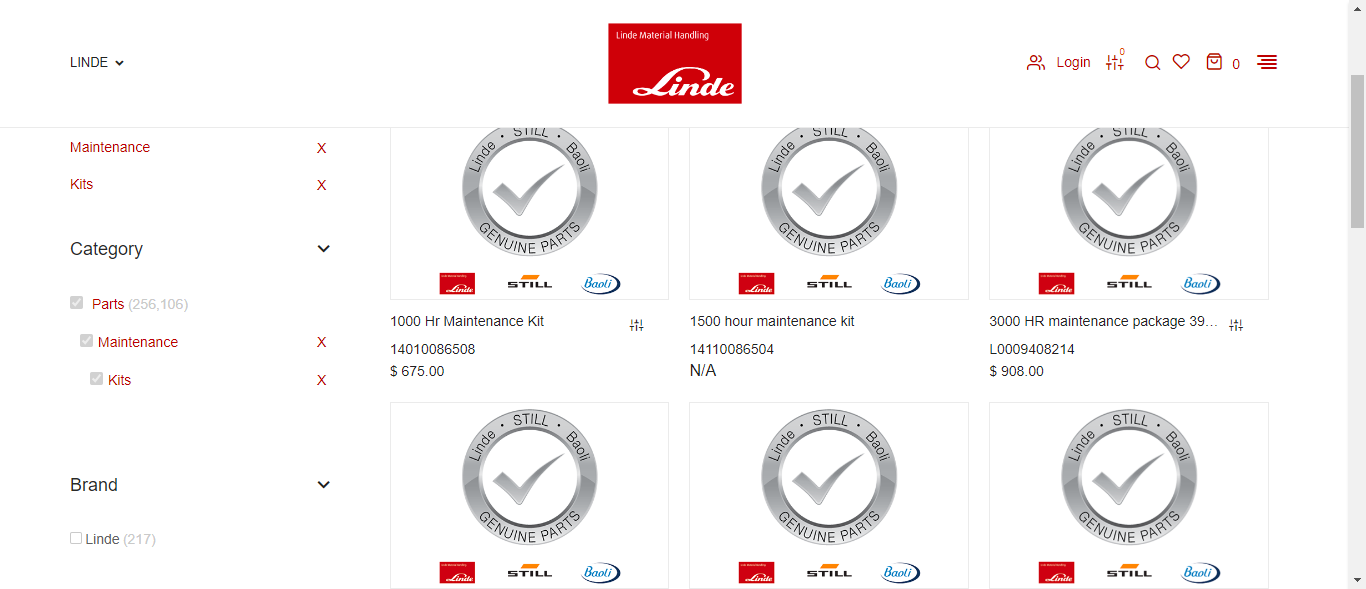 LINDE
Linde Material Handling
Linde
Login
0
0
Maintenance X
Kits X
Category
Parts (256,106)
Maintenance X
Kits X
Brand
Linde (217)
Linde • STILL • Baoli
GENUINE PARTS
Linde STILL Baoli
Linde • STILL • Baoli
GENUINE PARTS
Linde STILL Baoli
Linde • STILL • Baoli
GENUINE PARTS
Linde STILL Baoli
1000 Hr Maintenance Kit
14010086508
$ 675.00
1500 hour maintenance kit
14110086504
N/A
3000 HR maintenance package 39...
L0009408214
$ 908.00
Linde • STILL • Baoli
GENUINE PARTS
Linde STILL Baoli
Linde • STILL • Baoli
GENUINE PARTS
Linde STILL Baoli
Linde • STILL • Baoli
GENUINE PARTS
Linde STILL Baoli